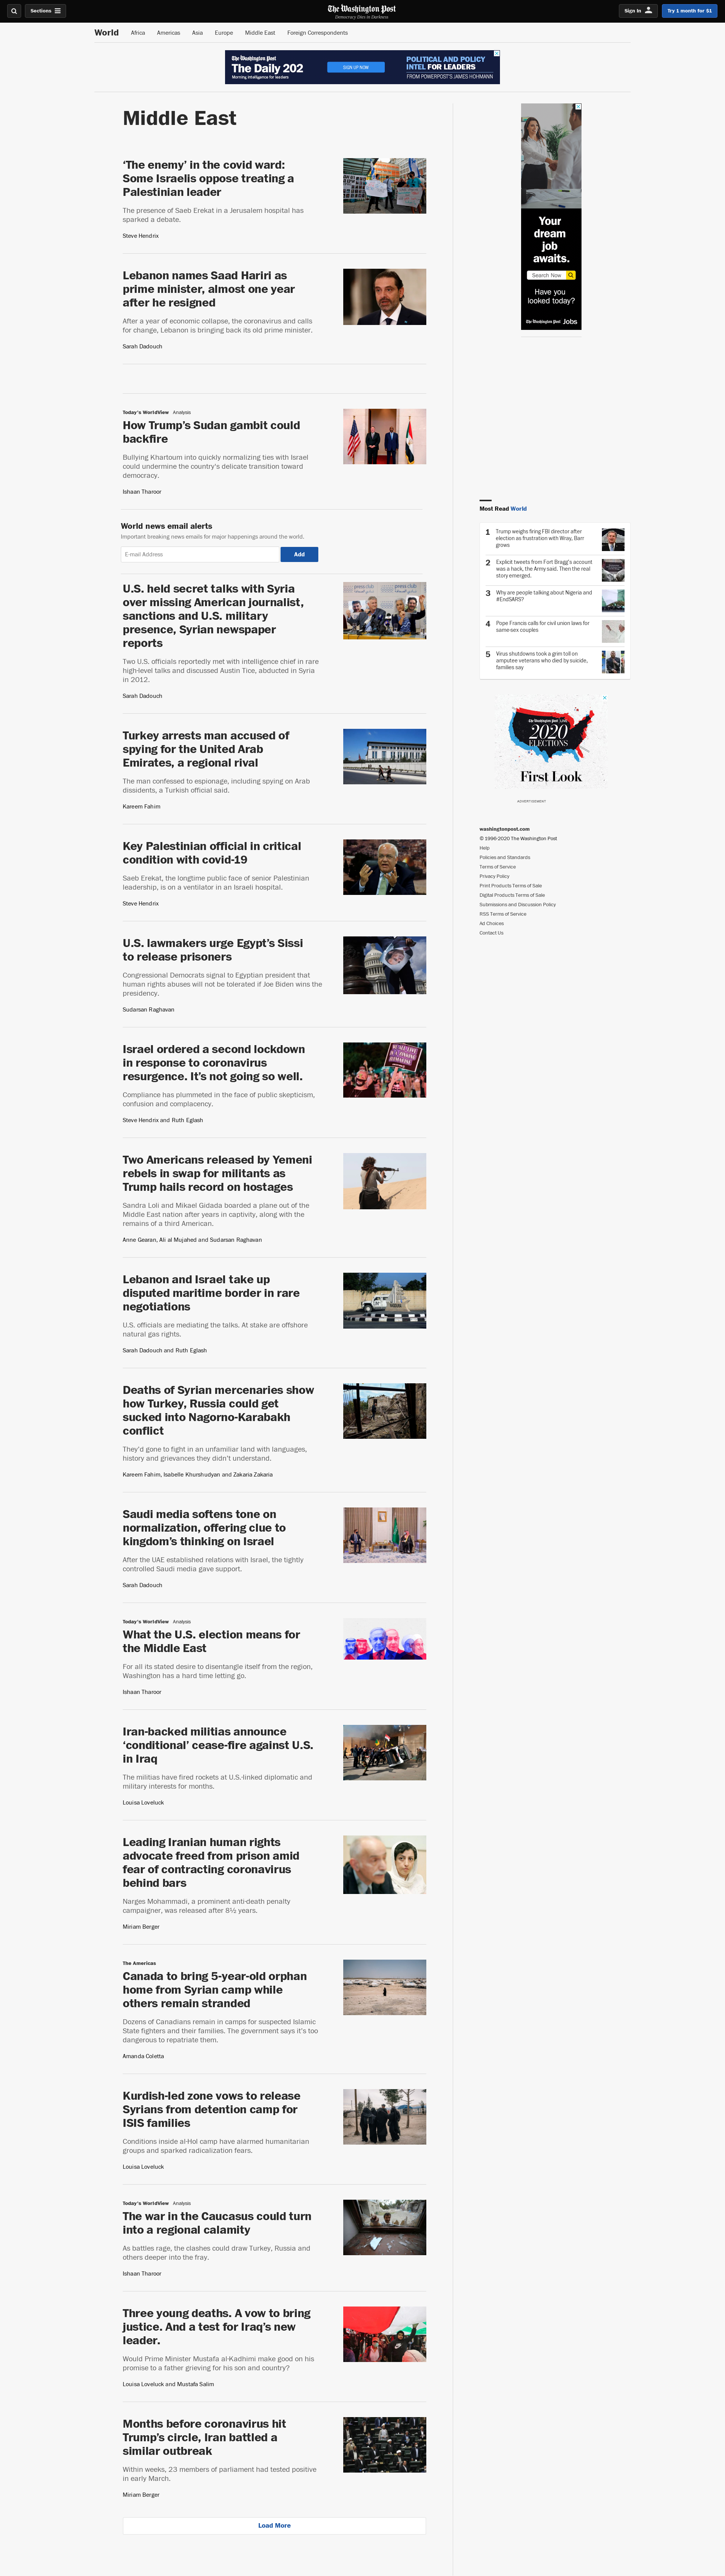 Sections
The Washington Post
Democracy Dies in Darkness
Sign In
Try 1 month for $1
World
Africa
Americas
Asia
Europe
Middle East
Foreign Correspondents
The Washington Post
The Daily 202
Morning intelligence for leaders
SIGN UP NOW
POLITICAL AND POLICY
INTEL FOR LEADERS
FROM POWERPOST'S JAMES HOHMANN
Middle East
‘The enemy’ in the covid ward:
Some Israelis oppose treating a
Palestinian leader
The presence of Saeb Erekat in a Jerusalem hospital has
sparked a debate.
Steve Hendrix
Lebanon names Saad Hariri as
prime minister, almost one year
after he resigned
After a year of economic collapse, the coronavirus and calls
for change, Lebanon is bringing back its old prime minister.
Sarah Dadouch
Today's WorldView Analysis
How Trump’s Sudan gambit could
backfire
Bullying Khartoum into quickly normalizing ties with Israel
could undermine the country's delicate transition toward
democracy.
Ishaan Tharoor
World news email alerts
Important breaking news emails for major happenings around the world.
E-mail Address
Add
U.S. held secret talks with Syria
over missing American journalist,
sanctions and U.S. military
presence, Syrian newspaper
reports
Two U.S. officials reportedly met with intelligence chief in rare
high-level talks and discussed Austin Tice, abducted in Syria
in 2012.
Sarah Dadouch
Turkey arrests man accused of
spying for the United Arab
Emirates, a regional rival
The man confessed to espionage, including spying on Arab
dissidents, a Turkish official said.
Kareem Fahim
Key Palestinian official in critical
condition with covid-19
Saeb Erekat, the longtime public face of senior Palestinian
leadership, is on a ventilator in an Israeli hospital.
Steve Hendrix
U.S. lawmakers urge Egypt’s Sissi
to release prisoners
Congressional Democrats signal to Egyptian president that
human rights abuses will not be tolerated if Joe Biden wins the
presidency.
Sudarsan Raghavan
Israel ordered a second lockdown
in response to coronavirus
resurgence. It’s not going so well.
Compliance has plummeted in the face of public skepticism,
confusion and complacency.
Steve Hendrix and Ruth Eglash
Two Americans released by Yemeni
rebels in swap for militants as
Trump hails record on hostages
Sandra Loli and Mikael Gidada boarded a plane out of the
Middle East nation after years in captivity, along with the
remains of a third American.
Anne Gearan, Ali al Mujahed and Sudarsan Raghavan
Lebanon and Israel take up
disputed maritime border in rare
negotiations
U.S. officials are mediating the talks. At stake are offshore
natural gas rights.
Sarah Dadouch and Ruth Eglash
Deaths of Syrian mercenaries show
how Turkey, Russia could get
sucked into Nagorno-Karabakh
conflict
They'd gone to fight in an unfamiliar land with languages,
history and grievances they didn't understand.
Kareem Fahim, Isabelle Khurshudyan and Zakaria Zakaria
Saudi media softens tone on
normalization, offering clue to
kingdom’s thinking on Israel
After the UAE established relations with Israel, the tightly
controlled Saudi media gave support.
Sarah Dadouch
Today's WorldView Analysis
What the U.S. election means for
the Middle East
For all its stated desire to disentangle itself from the region,
Washington has a hard time letting go.
Ishaan Tharoor
Iran-backed militias announce
‘conditional’ cease-fire against U.S.
in Iraq
The militias have fired rockets at U.S.-linked diplomatic and
military interests for months.
Louisa Loveluck
Leading Iranian human rights
advocate freed from prison amid
fear of contracting coronavirus
behind bars
Narges Mohammadi, a prominent anti-death penalty
campaigner, was released after 8½ years.
Miriam Berger
The Americas
Canada to bring 5-year-old orphan
home from Syrian camp while
others remain stranded
Dozens of Canadians remain in camps for suspected Islamic
State fighters and their families. The government says it's too
dangerous to repatriate them.
Amanda Coletta
Kurdish-led zone vows to release
Syrians from detention camp for
ISIS families
Conditions inside al-Hol camp have alarmed humanitarian
groups and sparked radicalization fears.
Louisa Loveluck
Today's WorldView Analysis
The war in the Caucasus could turn
into a regional calamity
As battles rage, the clashes could draw Turkey, Russia and
others deeper into the fray.
Ishaan Tharoor
Three young deaths. A vow to bring
justice. And a test for Iraq’s new
leader.
Would Prime Minister Mustafa al-Kadhimi make good on his
promise to a father grieving for his son and country?
Louisa Loveluck and Mustafa Salim
Months before coronavirus hit
Trump’s circle, Iran battled a
similar outbreak
Within weeks, 23 members of parliament had tested positive
in early March.
Miriam Berger
Load More
Your
dream
job
awaits.
Search Now
Have you
looked today?
The Washington Post Jobs
Most Read World
1 Trump weighs firing FBI director after
election as frustration with Wray, Barr
grows
2 Explicit tweets from Fort Bragg's account
was a hack, the Army said. Then the real
story emerged.
3 Why are people talking about Nigeria and
#EndSARS?
4 Pope Francis calls for civil union laws for
same-sex couples
5 Virus shutdowns took a grim toll on
amputee veterans who died by suicide,
families say
The Washington Post LIVE
2020
ELECTIONS
First Look
ADVERTISEMENT
washingtonpost.com
© 1996-2020 The Washington Post
Help
Policies and Standards
Terms of Service
Privacy Policy
Print Products Terms of Sale
Digital Products Terms of Sale
Submissions and Discussion Policy
RSS Terms of Service
Ad Choices
Contact Us